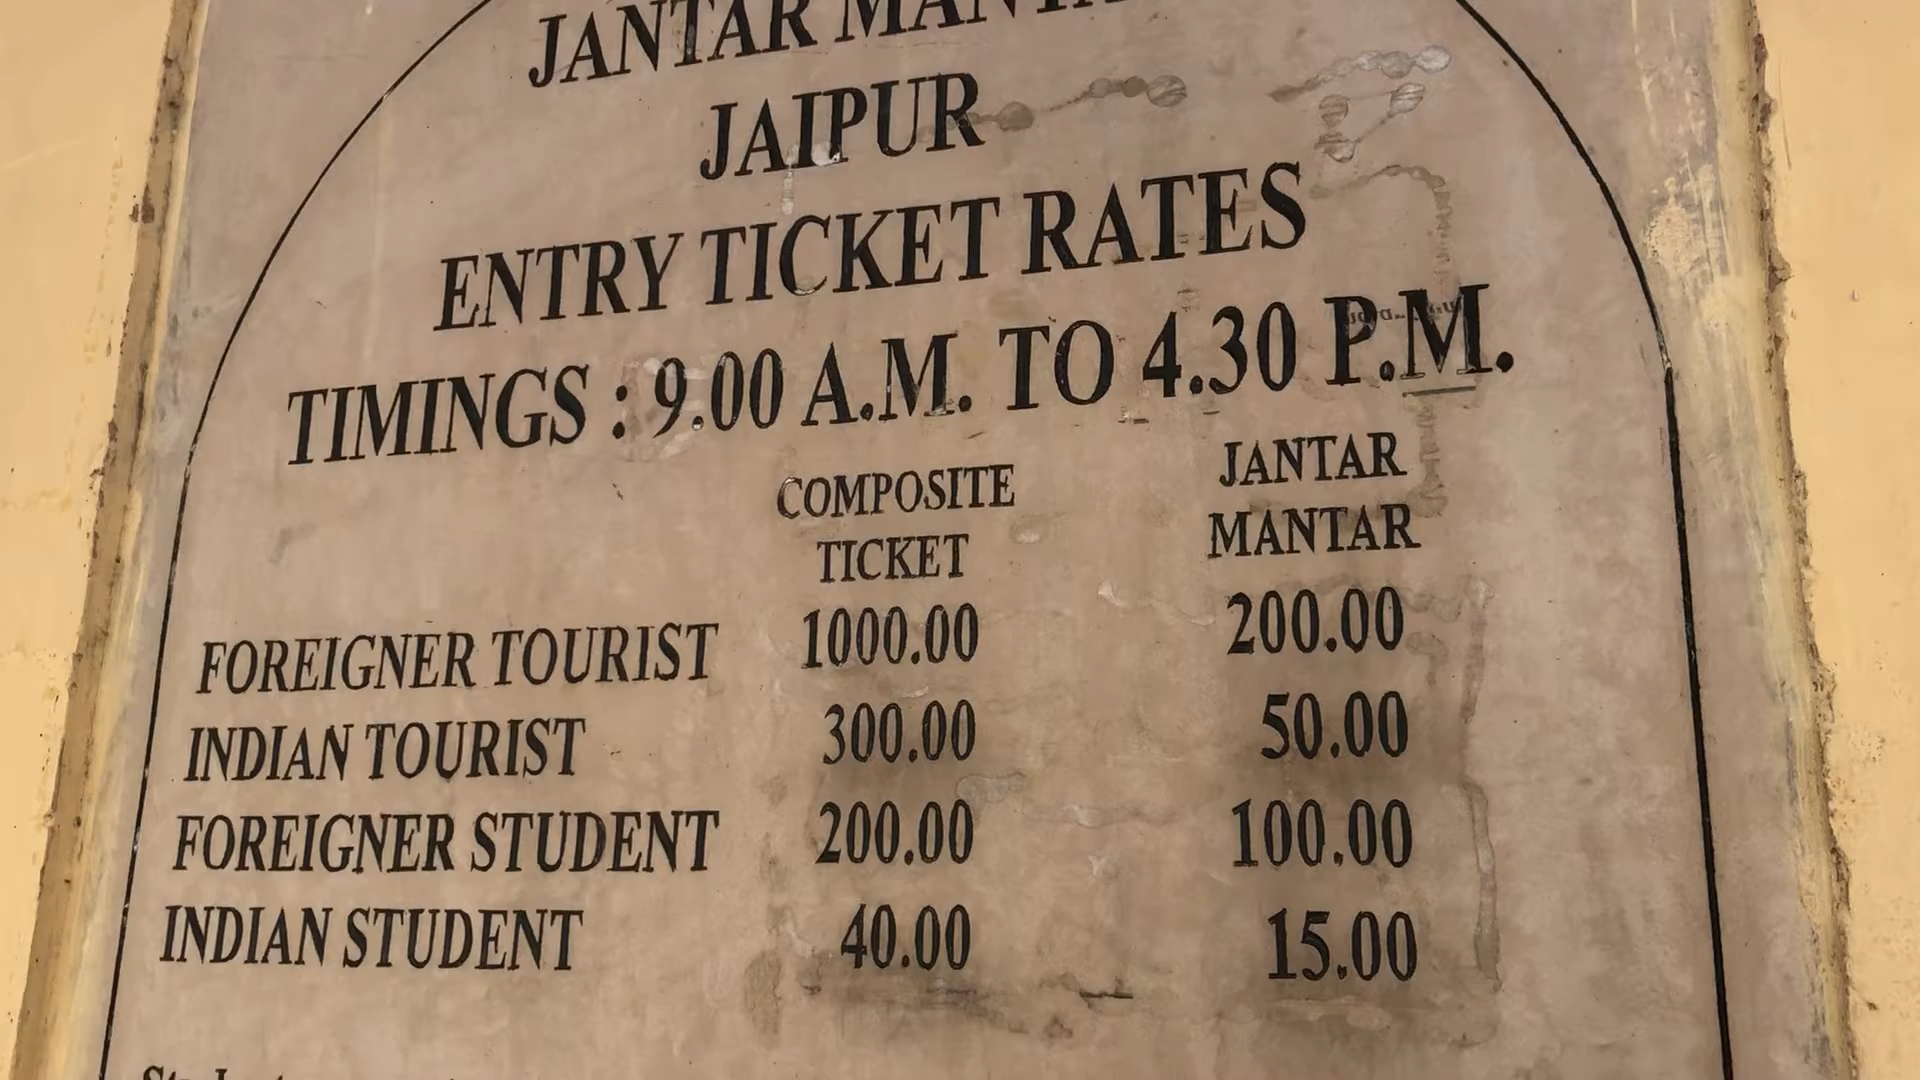 JANTAR
JAIPUR
ENTRY TICKET RATES
TIMINGS : 9.00 A.M. TO 4.30 P.M.
COMPOSITE TICKET JANTAR MANTAR
FOREIGNER TOURIST 1000.00 200.00
INDIAN TOURIST 300.00 50.00
FOREIGNER STUDENT 200.00 100.00
INDIAN STUDENT 40.00 15.00